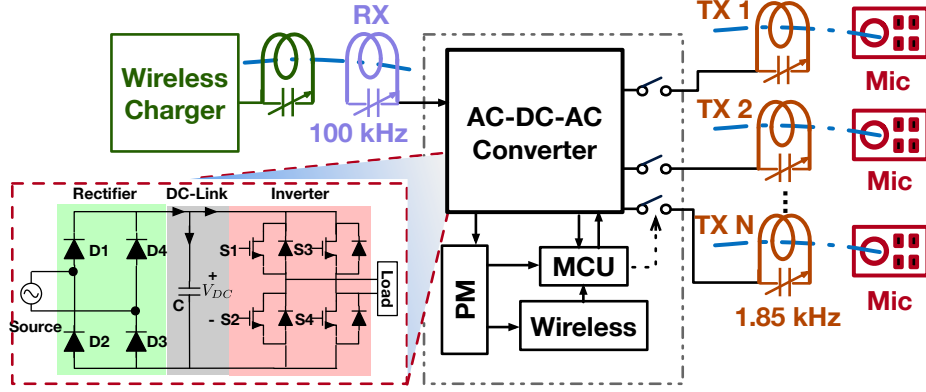 RX
TX 1
Wireless
Charger
100 kHz
AC-DC-AC
Converter
Mic
TX 2
Mic
TX N
Mic
1.85 kHz
PM
MCU
Wireless
Rectifier
DC-Link
Inverter
D1
D4
S1
S3
+
V_DC
C
-
Source
S2
S4
D2
D3
Load